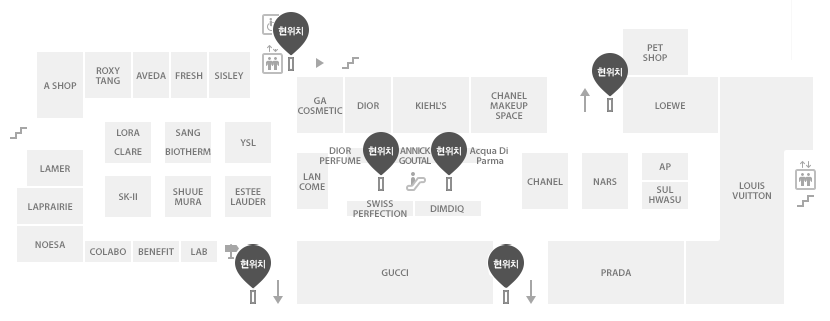 현위치
PET
SHOP
ROXY
TANG
AVEDA
FRESH
SISLEY
A SHOP
현위치
GA
COSMETIC
DIOR
KIEHL'S
CHANEL
MAKEUP
SPACE
LOEWE
LORA
CLARE
SANG
BIOTHERM
YSL
DIOR
PERFUME
현위치
ANNICK
GOUTAL
현위치
Acqua Di
Parma
LAMER
LAN
COME
CHANEL
NARS
AP
SUL
HWASU
LOUIS
VUITTON
SK-II
SHUUE
MURA
ESTEE
LAUDER
LAPRAIRIE
SWISS
PERFECTION
DIMDIQ
NOESA
COLABO
BENEFIT
LAB
현위치
GUCCI
현위치
PRADA